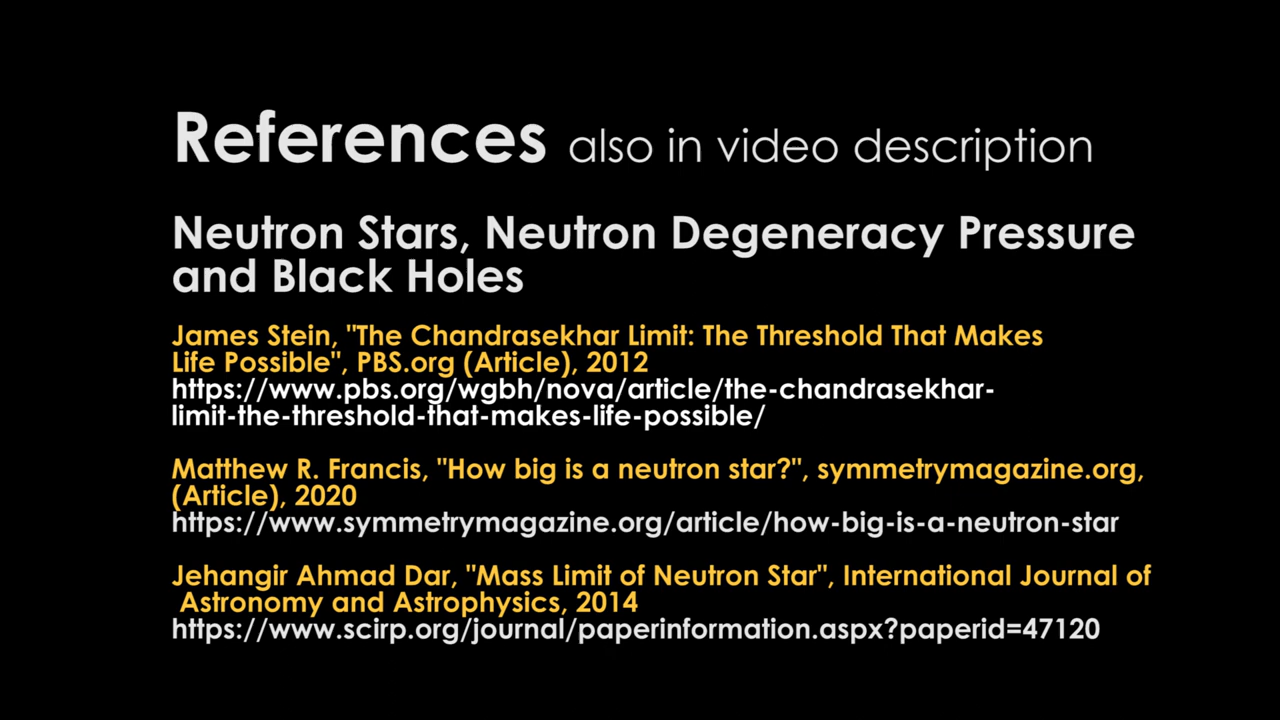 References also in video description
Neutron Stars, Neutron Degeneracy Pressure
and Black Holes
James Stein, "The Chandrasekhar Limit: The Threshold That Makes
Life Possible", PBS.org (Article), 2012
https://www.pbs.org/wgbh/nova/article/the-chandrasekhar-
limit-the-threshold-that-makes-life-possible/
Matthew R. Francis, "How big is a neutron star?", symmetrymagazine.org,
(Article), 2020
https://www.symmetrymagazine.org/article/how-big-is-a-neutron-star
Jehangir Ahmad Dar, "Mass Limit of Neutron Star", International Journal of
Astronomy and Astrophysics, 2014
https://www.scirp.org/journal/paperinformation.aspx?paperid=47120